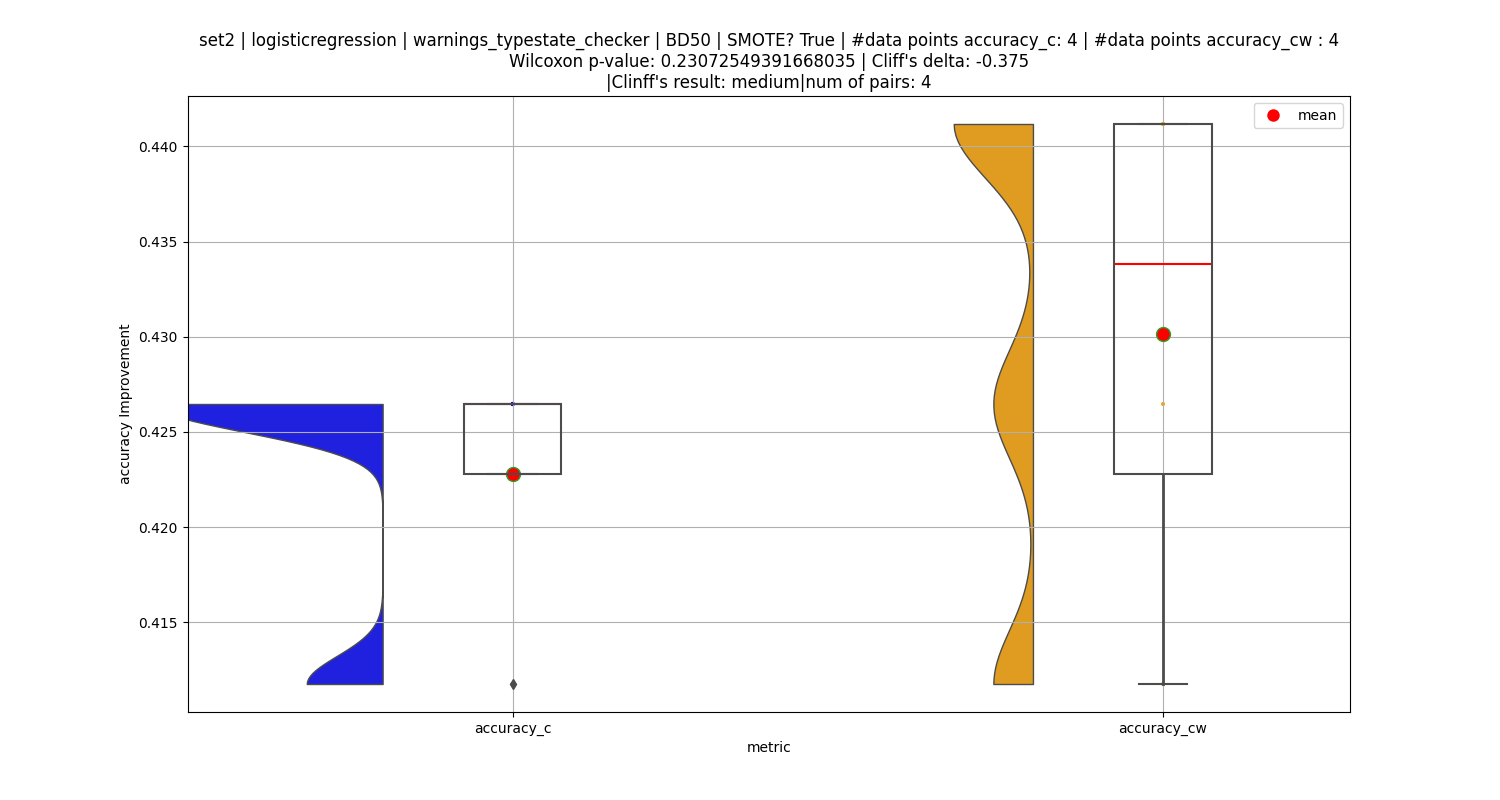 set2 | logisticregression | warnings_typestate_checker | BD50 | SMOTE? True | #data points accuracy_c: 4 | #data points accuracy_cw : 4
Wilcoxon p-value: 0.23072549391668035 | Cliff's delta: -0.375
|Clinff's result: medium|num of pairs: 4
mean
0.440
0.435
0.430
0.425
0.420
0.415
accuracy Improvement
accuracy_c
accuracy_cw
metric